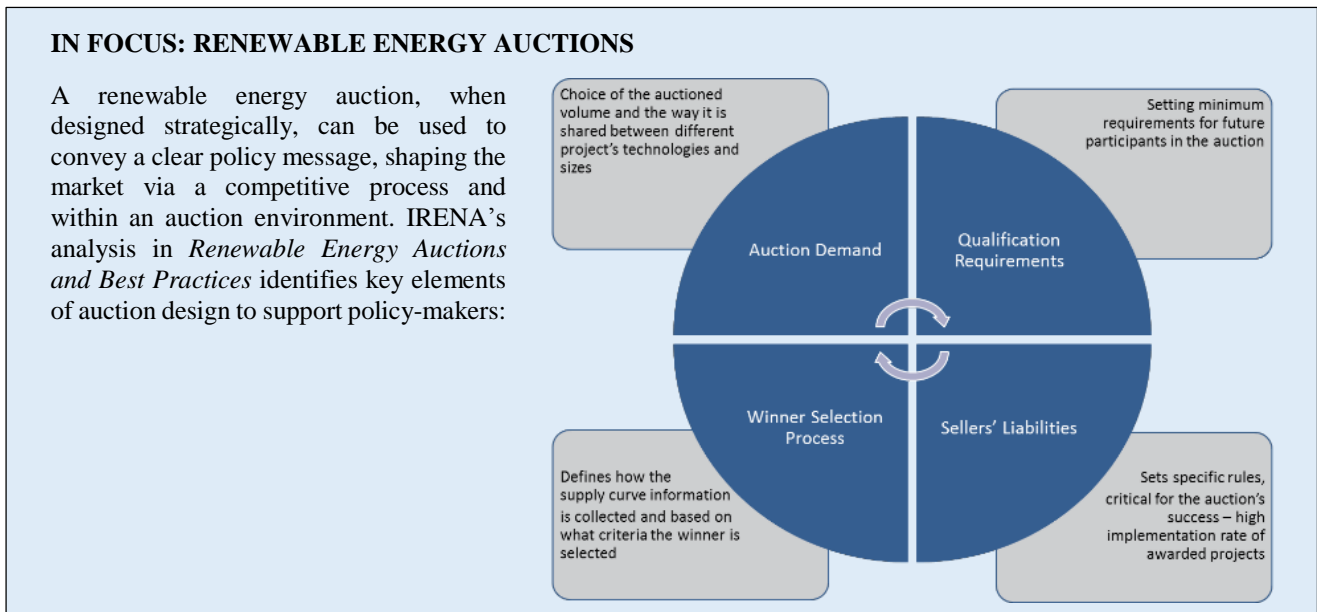 IN FOCUS: RENEWABLE ENERGY AUCTIONS
A renewable energy auction, when
designed strategically, can be used to
convey a clear policy message, shaping the
market via a competitive process and
within an auction environment. IRENA’s
analysis in Renewable Energy Auctions
and Best Practices identifies key elements
of auction design to support policy-makers:
Choice of the auctioned
volume and the way it is
shared between different
project’s technologies and
sizes
Setting minimum
requirements for future
participants in the auction
Auction Demand
Qualification
Requirements
Winner Selection
Process
Sellers’ Liabilities
Defines how the
supply curve information
is collected and based on
what criteria the winner is
selected
Sets specific rules,
critical for the auction’s
success – high
implementation rate of
awarded projects